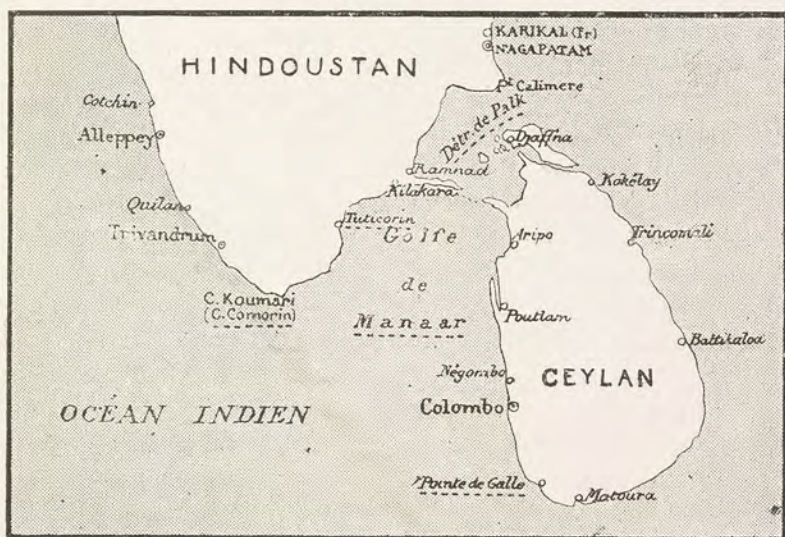 KARIKAL (Fr)
NAGAPATAM
HINDOUSTAN
Pt Calimere
Cotchin
Détr. de Palk
Alleppey
Djaffna
Ramnad
Kilakara
Kokélay
Quilan
Tuticorin
Trivandrum
Golfe
Aripo
Trincomali
de
C. Koumari
(C. Comorin)
Manaar
Poutlam
Battikaloa
Négombo
CEYLAN
Colombo
OCÉAN INDIEN
Pointe de Galle
Matoura